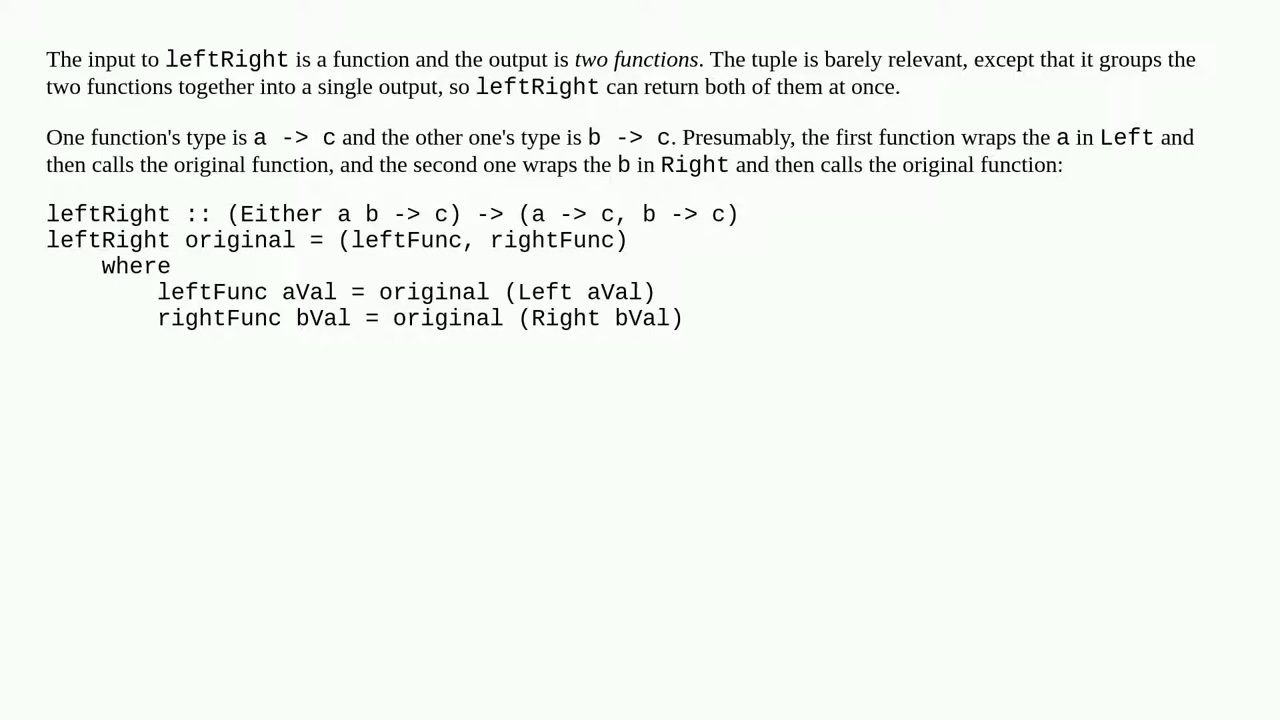 The input to leftRight is a function and the output is two functions. The tuple is barely relevant, except that it groups the
two functions together into a single output, so leftRight can return both of them at once.
One function's type is a -> c and the other one's type is b -> c. Presumably, the first function wraps the a in Left and
then calls the original function, and the second one wraps the b in Right and then calls the original function:
leftRight :: (Either a b -> c) -> (a -> c, b -> c)
leftRight original = (leftFunc, rightFunc)
    where
        leftFunc aVal = original (Left aVal)
        rightFunc bVal = original (Right bVal)